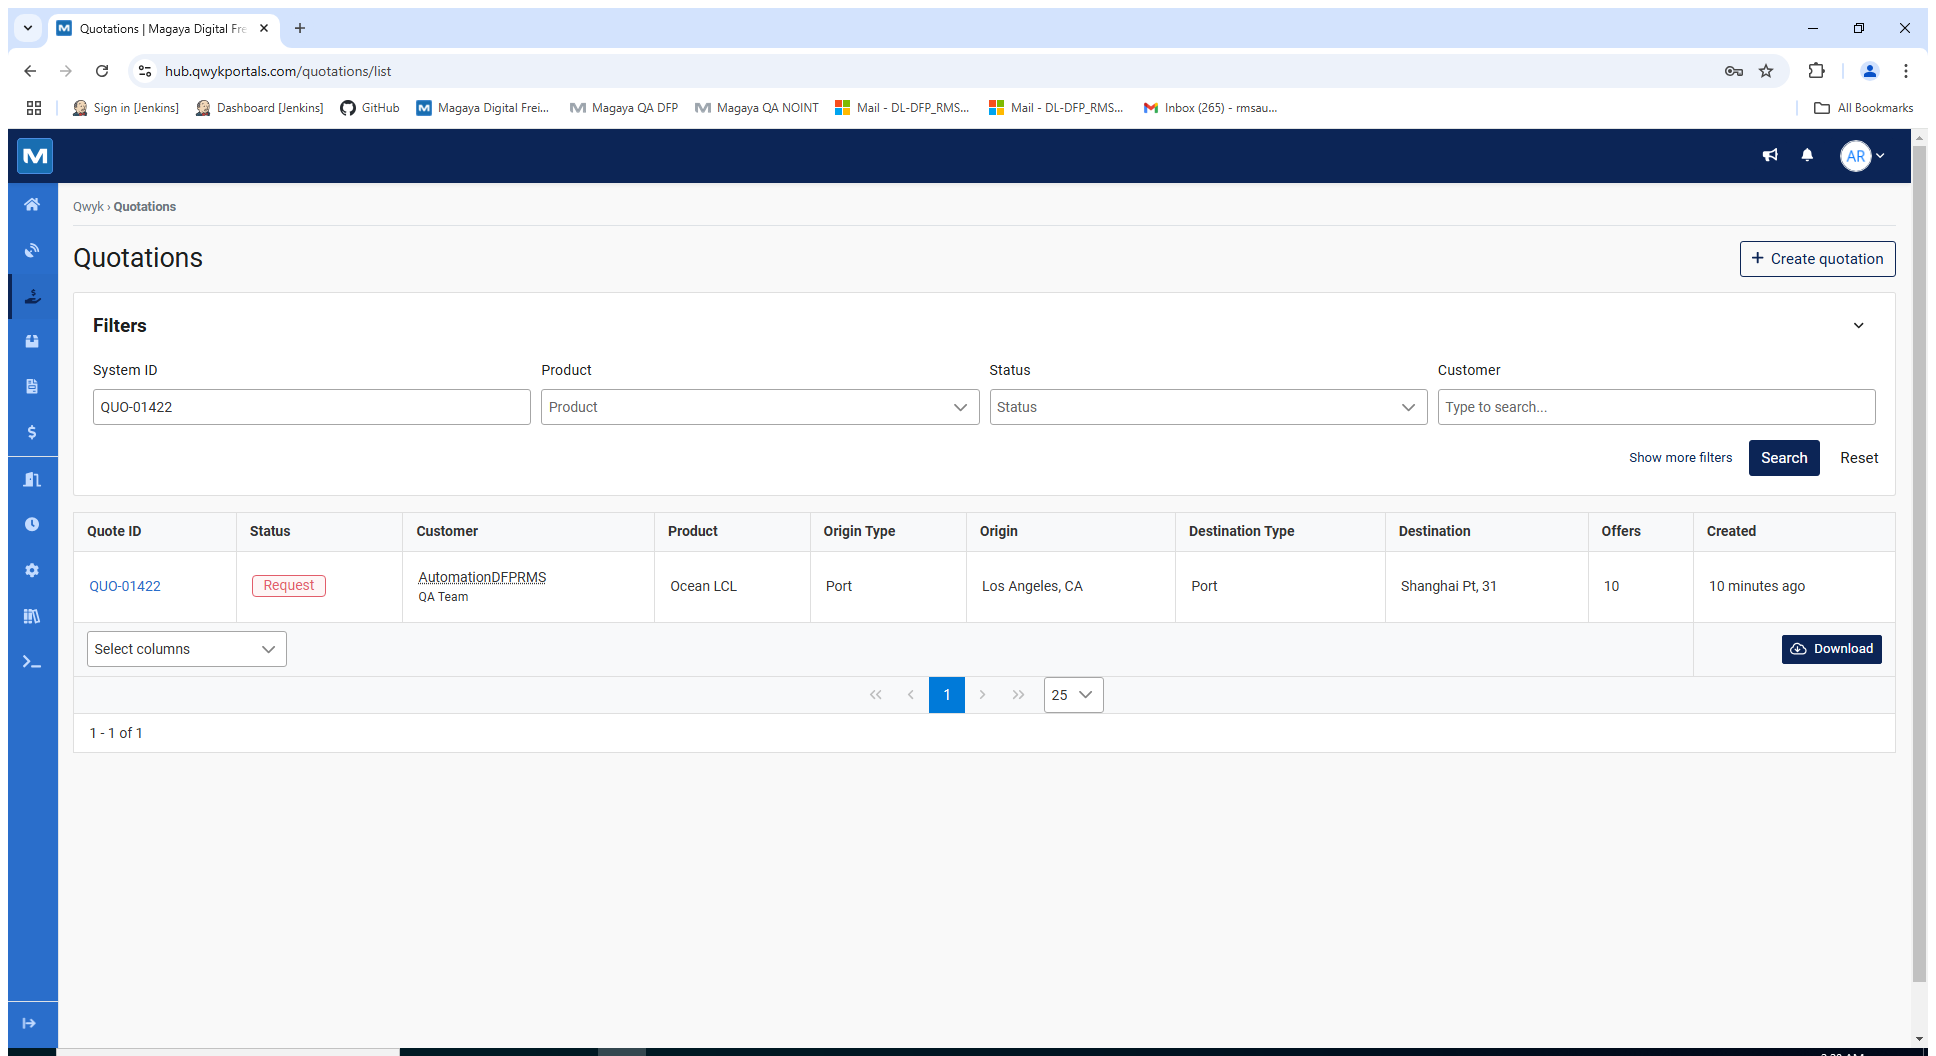 Quotations | Magaya Digital Fre
hub.qwykportals.com/quotations/list
Sign in [Jenkins]
Dashboard [Jenkins]
GitHub
Magaya Digital Frei...
Magaya QA DFP
Magaya QA NOINT
Mail - DL-DFP_RMS...
Mail - DL-DFP_RMS...
Inbox (265) - rmsau...
All Bookmarks
M
AR
Qwyk › Quotations
Quotations
+ Create quotation
Filters
System ID
Product
Status
Customer
QUO-01422
Product
Status
Type to search...
Show more filters
Search
Reset
Quote ID
Status
Customer
Product
Origin Type
Origin
Destination Type
Destination
Offers
Created
QUO-01422
Request
AutomationDFPRMS
QA Team
Ocean LCL
Port
Los Angeles, CA
Port
Shanghai Pt, 31
10
10 minutes ago
Select columns
Download
1
25
1 - 1 of 1